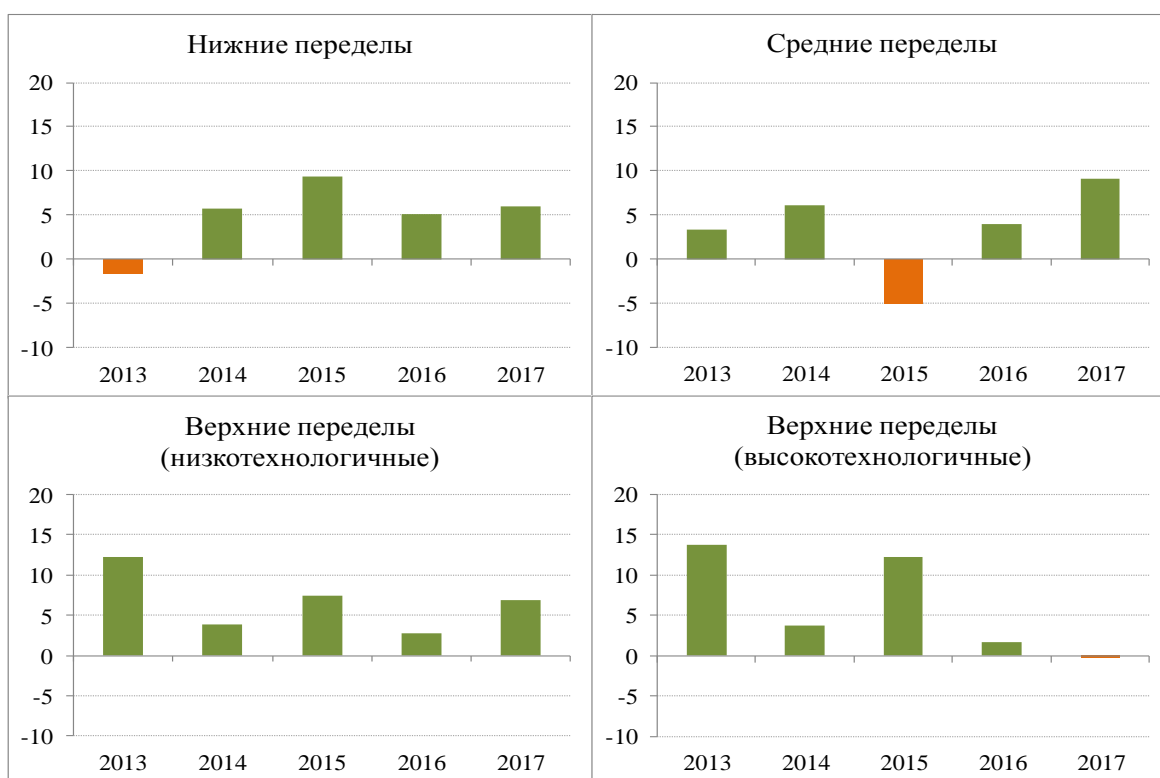 Нижние переделы
20
15
10
5
0
-5
-10
2013 2014 2015 2016 2017
Средние переделы
20
15
10
5
0
-5
-10
2013 2014 2015 2016 2017
Верхние переделы
(низкотехнологичные)
20
15
10
5
0
-5
-10
2013 2014 2015 2016 2017
Верхние переделы
(высокотехнологичные)
20
15
10
5
0
-5
-10
2013 2014 2015 2016 2017